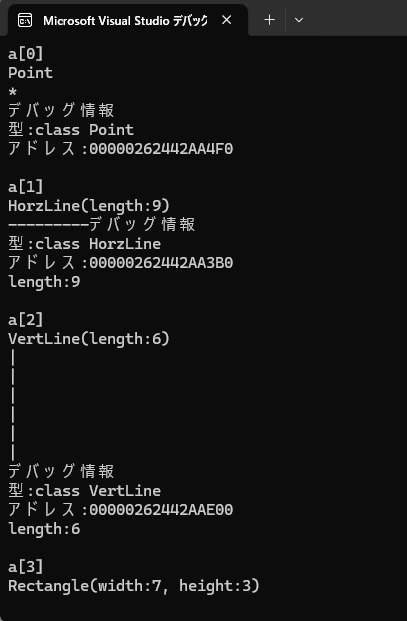 Microsoft Visual Studio デバッグ
a[0]
Point
*
デバッグ情報
型:class Point
アドレス:00000262442AA4F0
a[1]
HorzLine(length:9)
---------デバッグ情報
型:class HorzLine
アドレス:00000262442AA3B0
length:9
a[2]
VertLine(length:6)
|
|
|
|
|
|
デバッグ情報
型:class VertLine
アドレス:00000262442AAE00
length:6
a[3]
Rectangle(width:7, height:3)